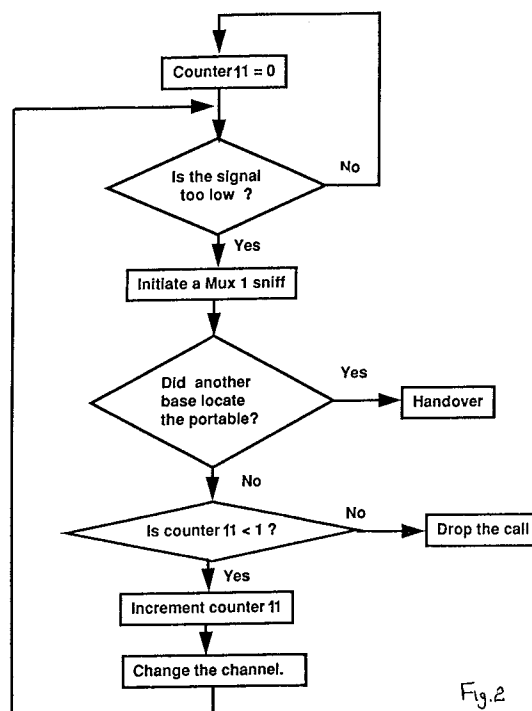 Counter 11 = 0
Is the signal
too low ?
No
Yes
Initiate a Mux 1 sniff
Did another
base locate
the portable?
Yes
Handover
No
Is counter 11 < 1 ?
No
Drop the call
Yes
Increment counter 11
Change the channel.
Fig.2